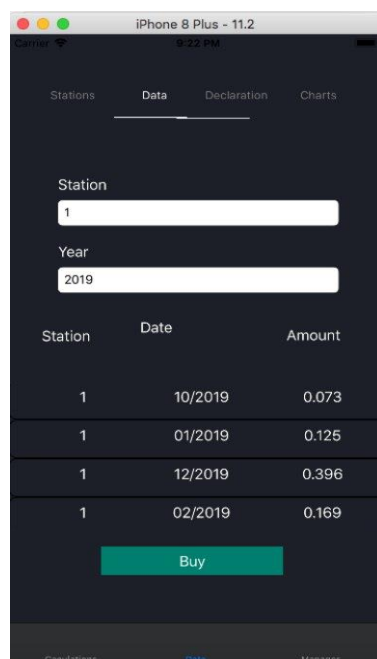 iPhone 8 Plus - 11.2
Carrier 9:22 PM
Stations Data Declaration Charts
Station
1
Year
2019
Station Date Amount
1 10/2019 0.073
1 01/2019 0.125
1 12/2019 0.396
1 02/2019 0.169
Buy
Data